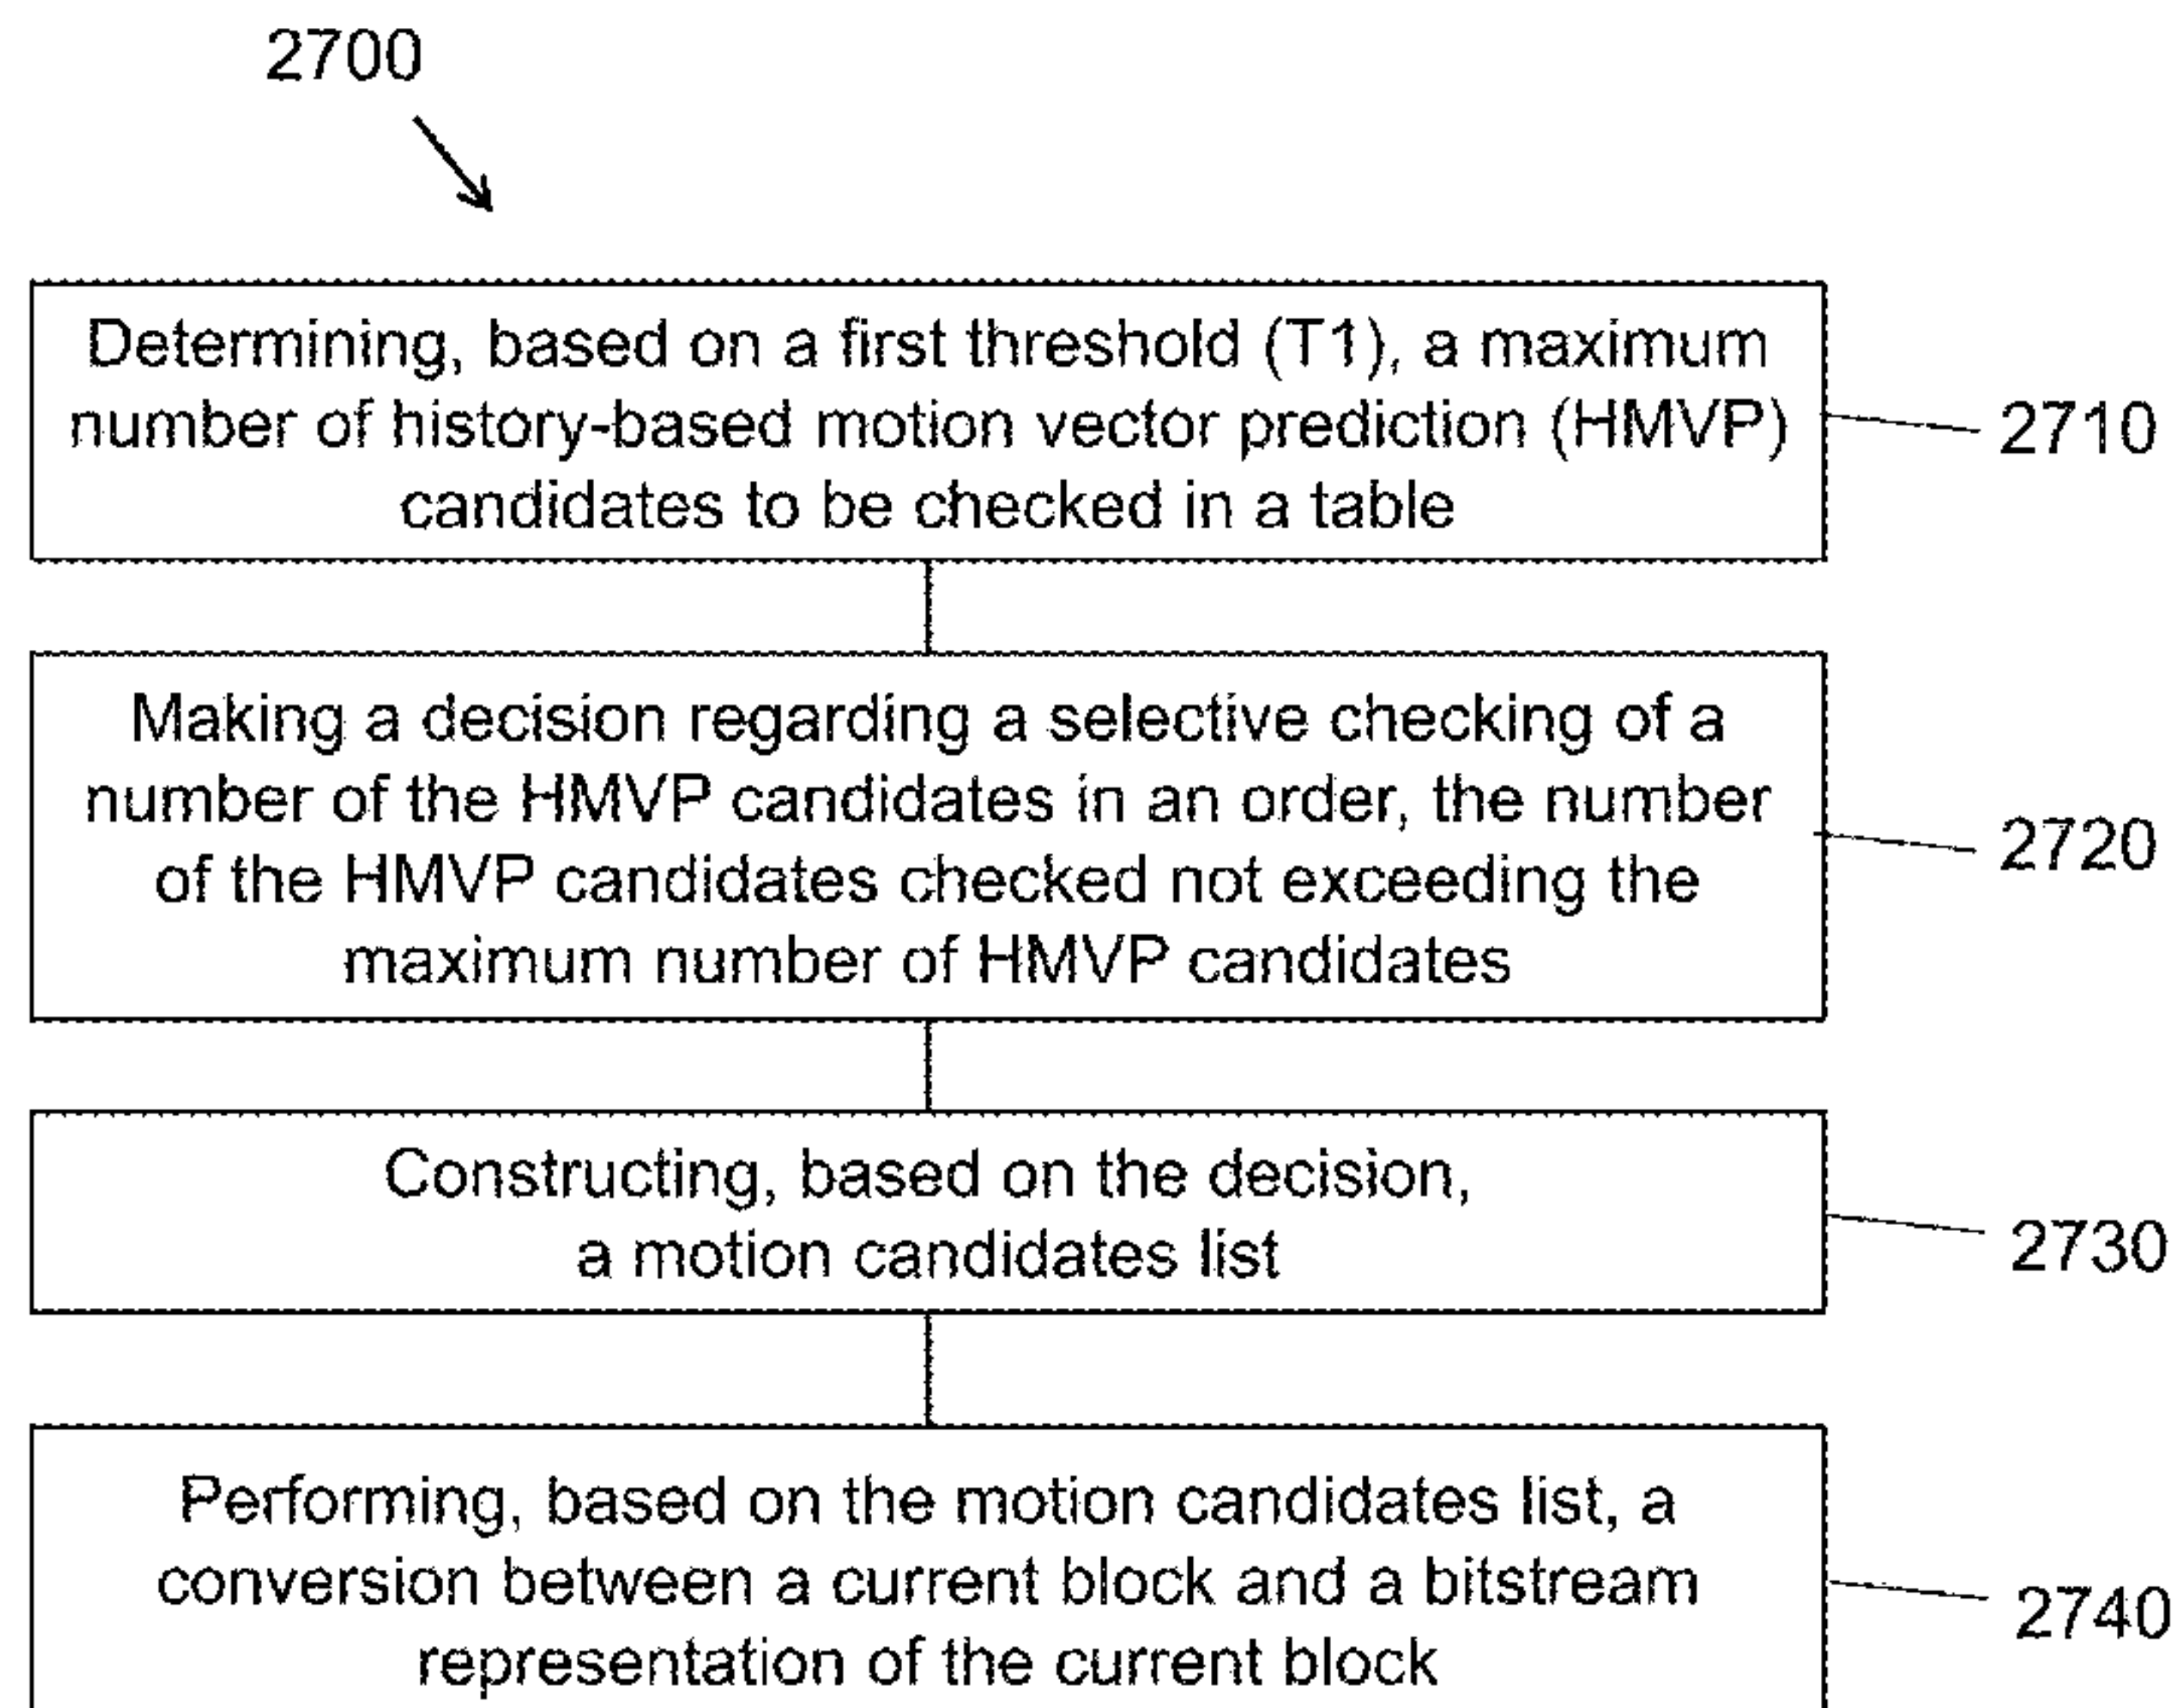 2700
Determining, based on a first threshold (T1), a maximum
number of history-based motion vector prediction (HMVP)
candidates to be checked in a table
2710
Making a decision regarding a selective checking of a
number of the HMVP candidates in an order, the number
of the HMVP candidates checked not exceeding the
maximum number of HMVP candidates
2720
Constructing, based on the decision,
a motion candidates list
2730
Performing, based on the motion candidates list, a
conversion between a current block and a bitstream
representation of the current block
2740